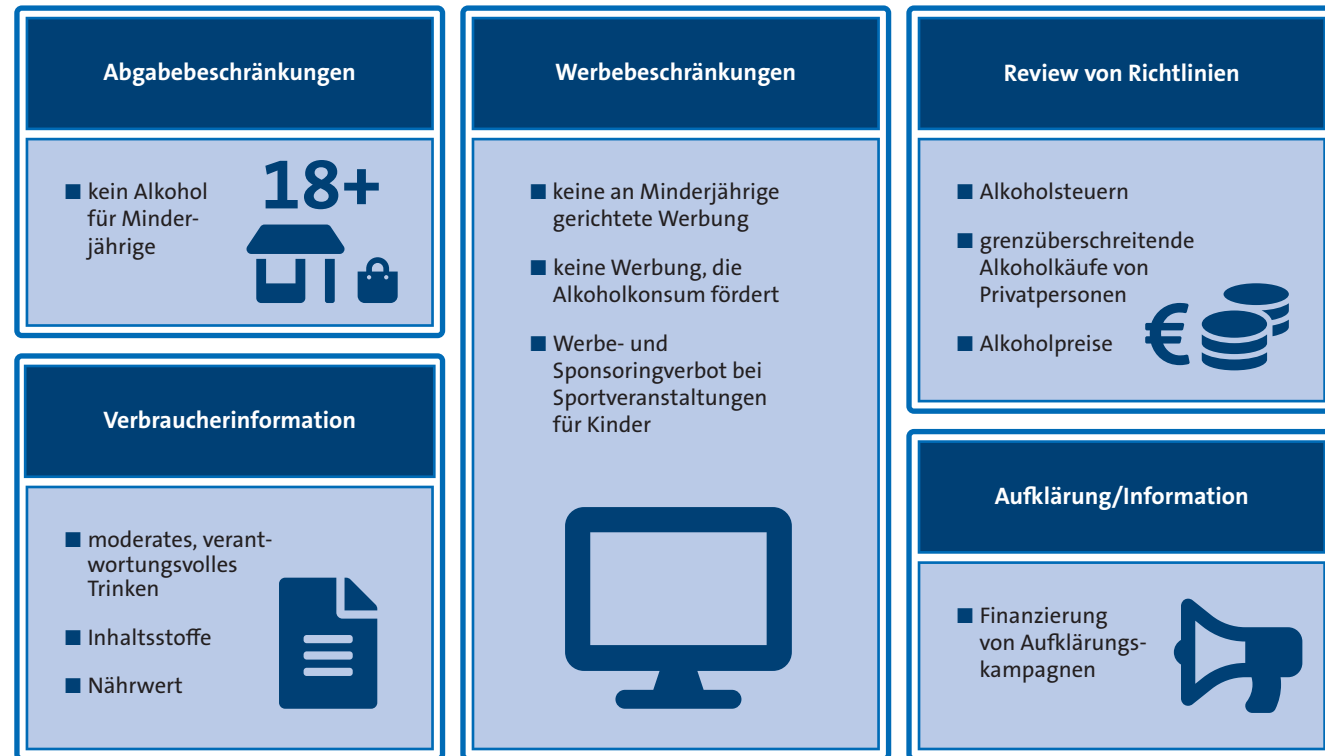 Abgabebeschränkungen
■ kein Alkohol
für Minder-
jährige
18+
Verbraucherinformation
■ moderates, verant-
wortungsvolles
Trinken
■ Inhaltsstoffe
■ Nährwert
Werbebeschränkungen
■ keine an Minderjährige
gerichtete Werbung
■ keine Werbung, die
Alkoholkonsum fördert
■ Werbe- und
Sponsoringverbot bei
Sportveranstaltungen
für Kinder
Review von Richtlinien
■ Alkoholsteuern
■ grenzüberschreitende
Alkoholkäufe von
Privatpersonen
■ Alkoholpreise
€
Aufklärung/Information
■ Finanzierung
von Aufklärungs-
kampagnen